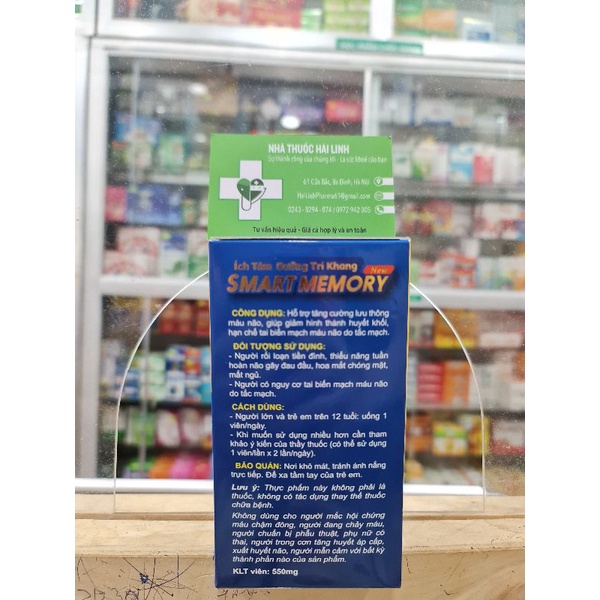 NHÀ THUỐC HẢI LINH
Sự thành công của chúng tôi - Là sức khoẻ của bạn
61 Cửa Bắc, Ba Đình, Hà Nội
HaiLinhPharma61@gmail.com
0243 - 8294 - 874 / 0972 942 005
Tư vấn hiệu quả - Giá cả hợp lý và an toàn
Ích Tâm Dưỡng Trí Khang
SMART MEMORY New
CÔNG DỤNG: Hỗ trợ tăng cường lưu thông
máu não, giúp giảm hình thành huyết khối,
hạn chế tai biến mạch máu não do tắc mạch.
ĐỐI TƯỢNG SỬ DỤNG:
- Người rối loạn tiền đình, thiểu năng tuần
hoàn não gây đau đầu, hoa mắt chóng mặt,
mất ngủ.
- Người có nguy cơ tai biến mạch máu não
do tắc mạch.
CÁCH DÙNG:
- Người lớn và trẻ em trên 12 tuổi: uống 1
viên/ngày.
- Khi muốn sử dụng nhiều hơn cần tham
khảo ý kiến của thầy thuốc (có thể sử dụng
1 viên/lần x 2 lần/ngày).
BẢO QUẢN: Nơi khô mát, tránh ánh nắng
trực tiếp. Để xa tầm tay của trẻ em.
Lưu ý: Thực phẩm này không phải là
thuốc, không có tác dụng thay thế thuốc
chữa bệnh.
Không dùng cho người mắc hội chứng
máu chậm đông, người đang chảy máu,
người chuẩn bị phẫu thuật, phụ nữ có
thai, người trong cơn tăng huyết áp cấp,
xuất huyết não, người mẫn cảm với bất kỳ
thành phần nào của sản phẩm.
KLT viên: 550mg